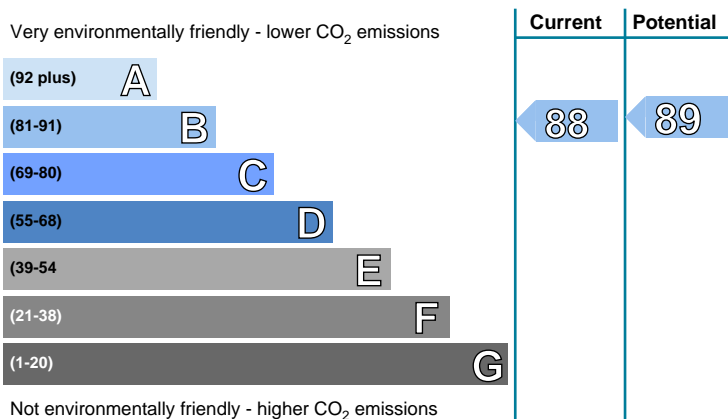 Very environmentally friendly - lower CO2 emissions
Current
Potential
(92 plus) A
(81-91) B
88
89
(69-80) C
(55-68) D
(39-54 E
(21-38) F
(1-20) G
Not environmentally friendly - higher CO2 emissions